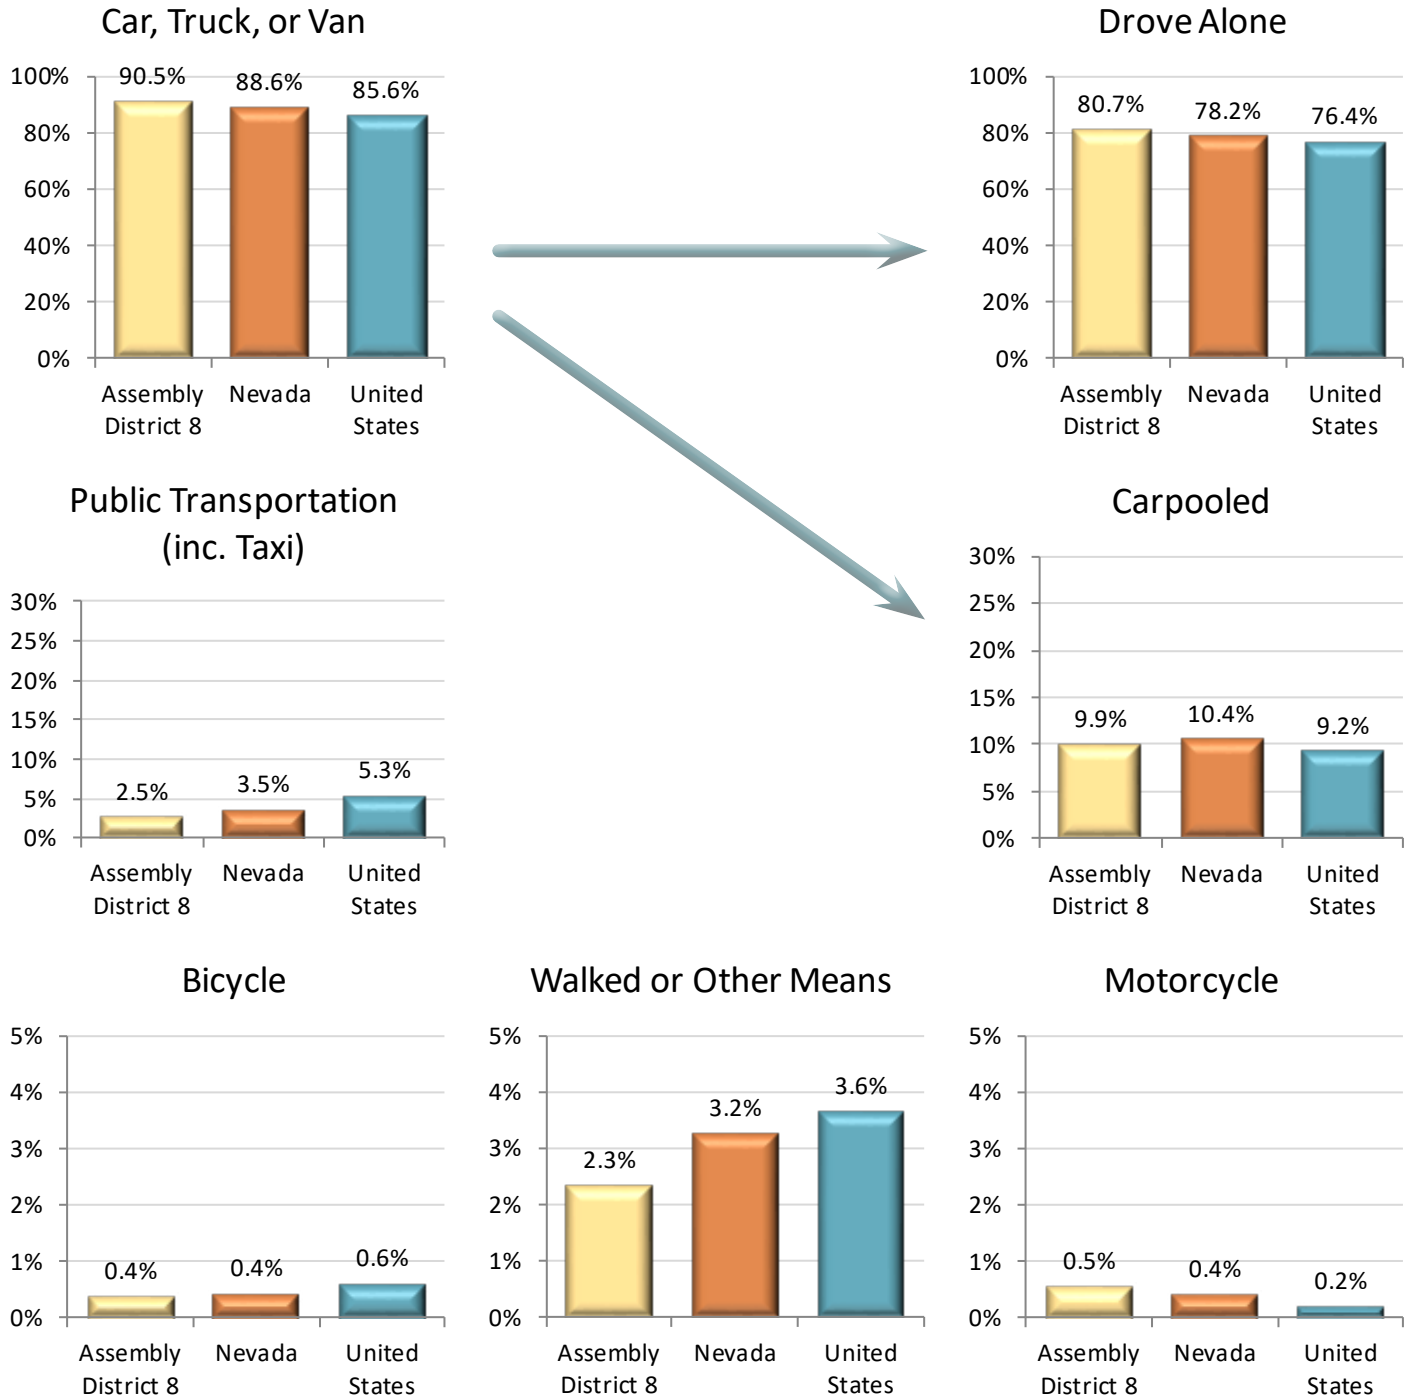 Car, Truck, or Van
100%
80%
60%
40%
20%
0%
90.5%
88.6%
85.6%
Assembly
District 8
Nevada
United
States
Drove Alone
100%
80%
60%
40%
20%
0%
80.7%
78.2%
76.4%
Assembly
District 8
Nevada
United
States
Public Transportation
(inc. Taxi)
30%
25%
20%
15%
10%
5%
0%
2.5%
3.5%
5.3%
Assembly
District 8
Nevada
United
States
Carpooled
30%
25%
20%
15%
10%
5%
0%
9.9%
10.4%
9.2%
Assembly
District 8
Nevada
United
States
Bicycle
5%
4%
3%
2%
1%
0%
0.4%
0.4%
0.6%
Assembly
District 8
Nevada
United
States
Walked or Other Means
5%
4%
3%
2%
1%
0%
2.3%
3.2%
3.6%
Assembly
District 8
Nevada
United
States
Motorcycle
5%
4%
3%
2%
1%
0%
0.5%
0.4%
0.2%
Assembly
District 8
Nevada
United
States